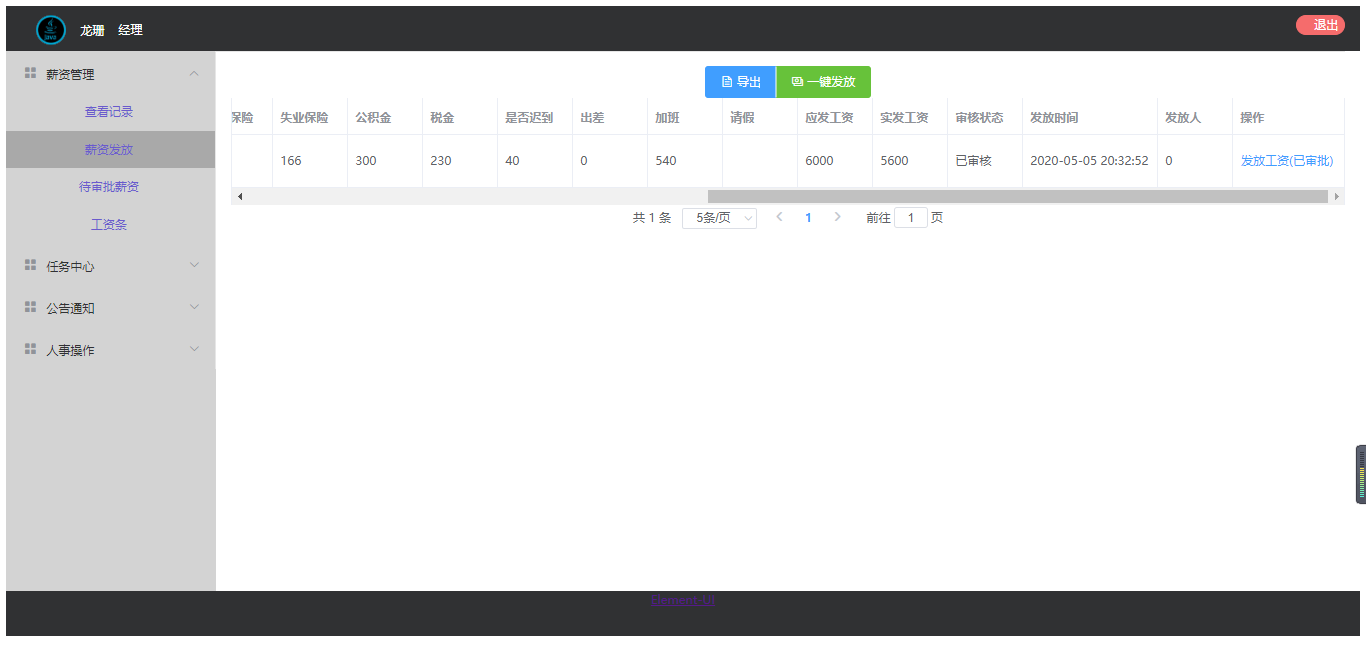 龙珊 经理
退出
薪资管理
查看记录
薪资发放
待审批薪资
工资条
任务中心
公告通知
人事操作
导出 一键发放
保险 失业保险 公积金 税金 是否迟到 出差 加班 请假 应发工资 实发工资 审核状态 发放时间 发放人 操作
166 300 230 40 0 540 6000 5600 已审核 2020-05-05 20:32:52 0 发放工资(已审批)
共 1 条 5条/页 1 前往 1 页
Element-UI